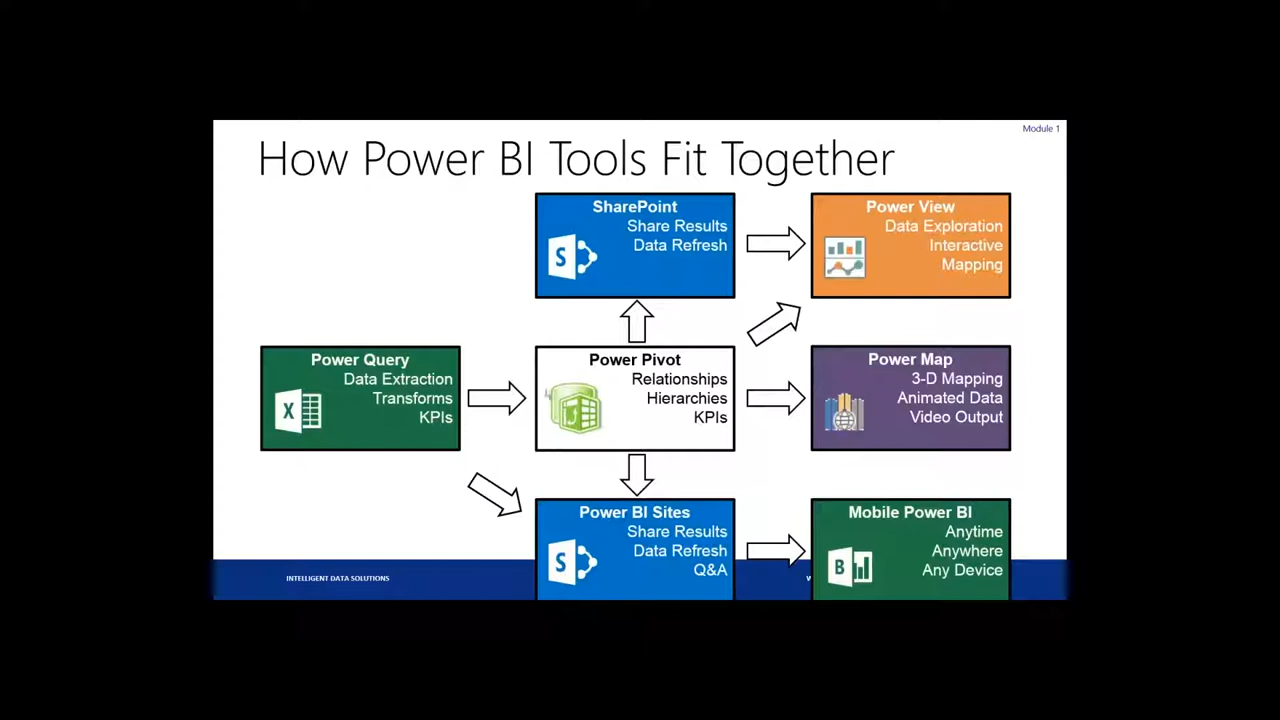 Module 1
How Power BI Tools Fit Together
SharePoint
Share Results
Data Refresh
S
Power View
Data Exploration
Interactive
Mapping
Power Query
Data Extraction
Transforms
KPIs
X
Power Pivot
Relationships
Hierarchies
KPIs
Power Map
3-D Mapping
Animated Data
Video Output
Power BI Sites
Share Results
Data Refresh
Q&A
S
Mobile Power BI
Anytime
Anywhere
Any Device
B
INTELLIGENT DATA SOLUTIONS
W